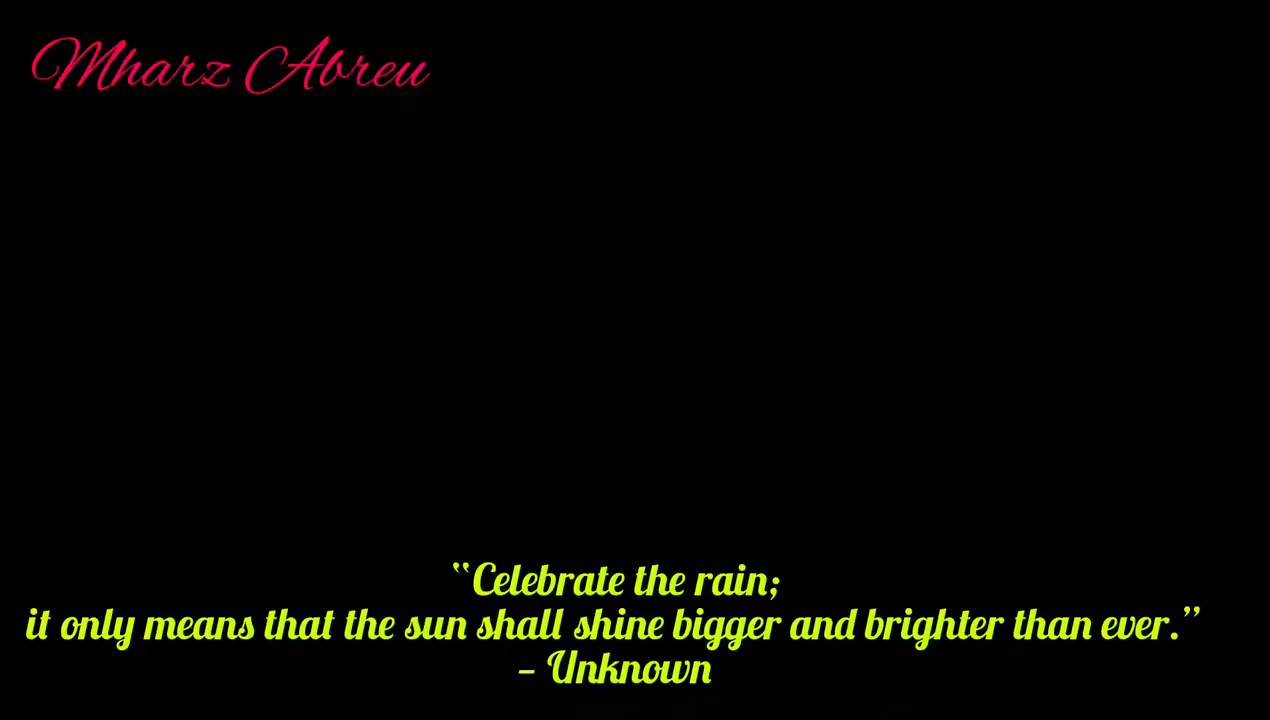 Mharz Abreu
“Celebrate the rain;
it only means that the sun shall shine bigger and brighter than ever.”
– Unknown